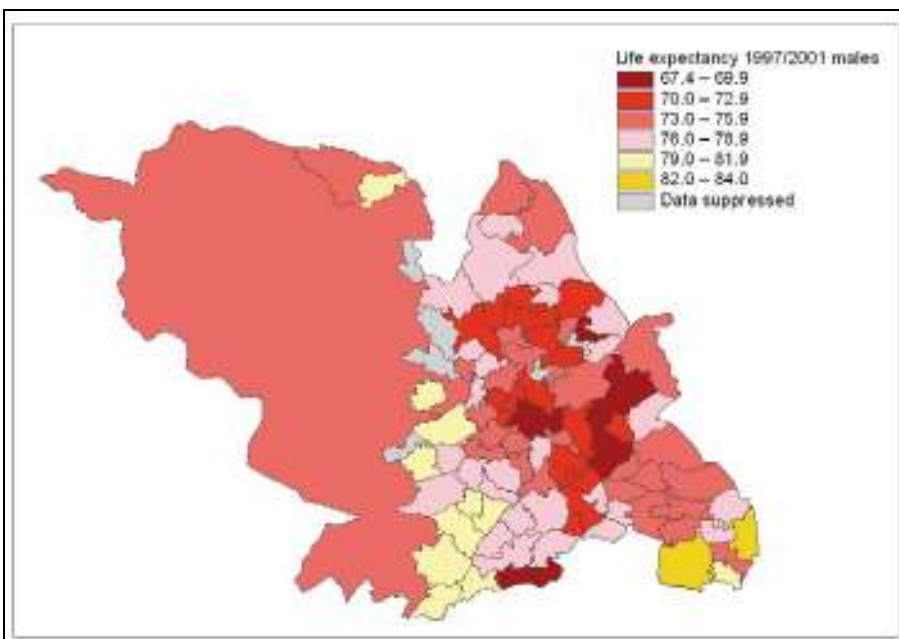 Life expectancy 1997/2001 males
67.4 – 69.9
70.0 – 72.9
73.0 – 75.9
76.0 – 78.9
79.0 – 81.9
82.0 – 84.0
Data suppressed